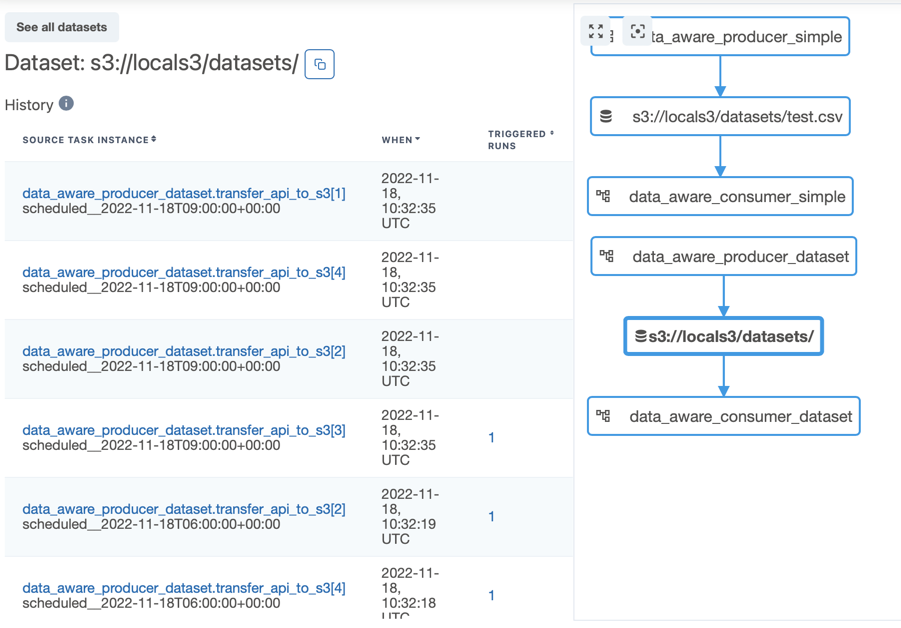 See all datasets
Dataset: s3://locals3/datasets/
History
SOURCE TASK INSTANCE
WHEN
TRIGGERED
RUNS
data_aware_producer_dataset.transfer_api_to_s3[1]
scheduled__2022-11-18T09:00:00+00:00
2022-11-
18,
10:32:35
UTC
data_aware_producer_dataset.transfer_api_to_s3[4]
scheduled__2022-11-18T09:00:00+00:00
2022-11-
18,
10:32:35
UTC
data_aware_producer_dataset.transfer_api_to_s3[2]
scheduled__2022-11-18T09:00:00+00:00
2022-11-
18,
10:32:35
UTC
data_aware_producer_dataset.transfer_api_to_s3[3]
scheduled__2022-11-18T09:00:00+00:00
2022-11-
18,
10:32:35
UTC
1
data_aware_producer_dataset.transfer_api_to_s3[2]
scheduled__2022-11-18T06:00:00+00:00
2022-11-
18,
10:32:19
UTC
1
data_aware_producer_dataset.transfer_api_to_s3[4]
scheduled__2022-11-18T06:00:00+00:00
2022-11-
18,
10:32:18
UTC
1
ta_aware_producer_simple
s3://locals3/datasets/test.csv
data_aware_consumer_simple
data_aware_producer_dataset
s3://locals3/datasets/
data_aware_consumer_dataset